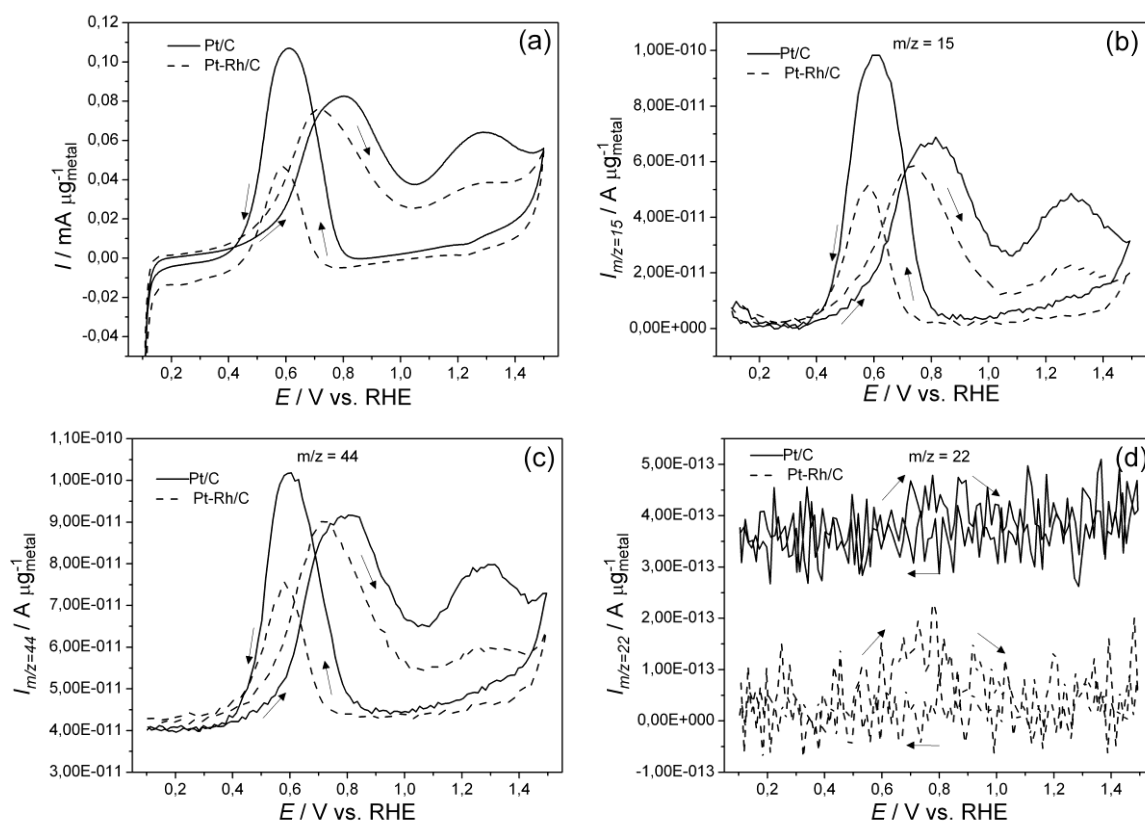 (a)
Pt/C
Pt-Rh/C
0,12
0,10
0,08
0,06
0,04
0,02
0,00
-0,02
-0,04
I / mA μg⁻¹metal
0,2 0,4 0,6 0,8 1,0 1,2 1,4
E / V vs. RHE
(b)
m/z = 15
Pt/C
Pt-Rh/C
1,00E-010
8,00E-011
6,00E-011
4,00E-011
2,00E-011
0,00E+000
I m/z=15 / A μg⁻¹metal
0,2 0,4 0,6 0,8 1,0 1,2 1,4
E / V vs. RHE
(c)
m/z = 44
Pt/C
Pt-Rh/C
1,10E-010
1,00E-010
9,00E-011
8,00E-011
7,00E-011
6,00E-011
5,00E-011
4,00E-011
3,00E-011
I m/z=44 / A μg⁻¹metal
0,2 0,4 0,6 0,8 1,0 1,2 1,4
E / V vs. RHE
(d)
m/z = 22
Pt/C
Pt-Rh/C
5,00E-013
4,00E-013
3,00E-013
2,00E-013
1,00E-013
0,00E+000
-1,00E-013
I m/z=22 / A μg⁻¹metal
0,2 0,4 0,6 0,8 1,0 1,2 1,4
E / V vs. RHE